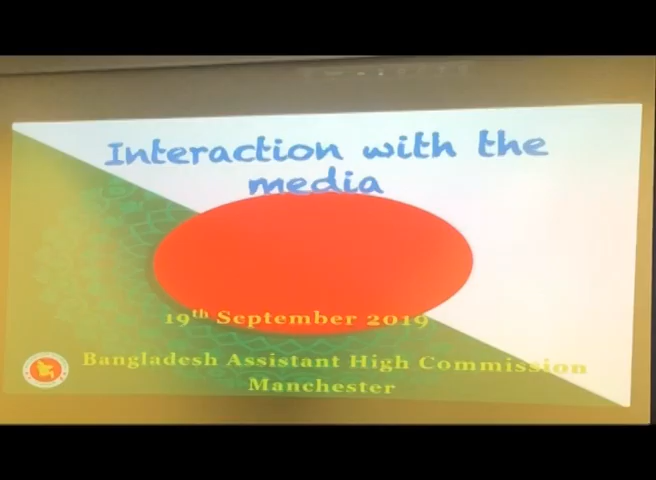 Interaction with the
media
19th September 2019
Bangladesh Assistant High Commission
Manchester